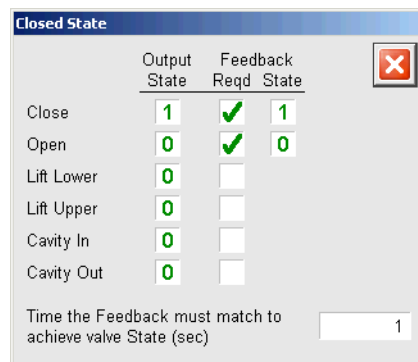 Closed State
Output Feedback
State Reqd State
Close 1 1
Open 0 0
Lift Lower 0
Lift Upper 0
Cavity In 0
Cavity Out 0
Time the Feedback must match to
achieve valve State (sec) 1